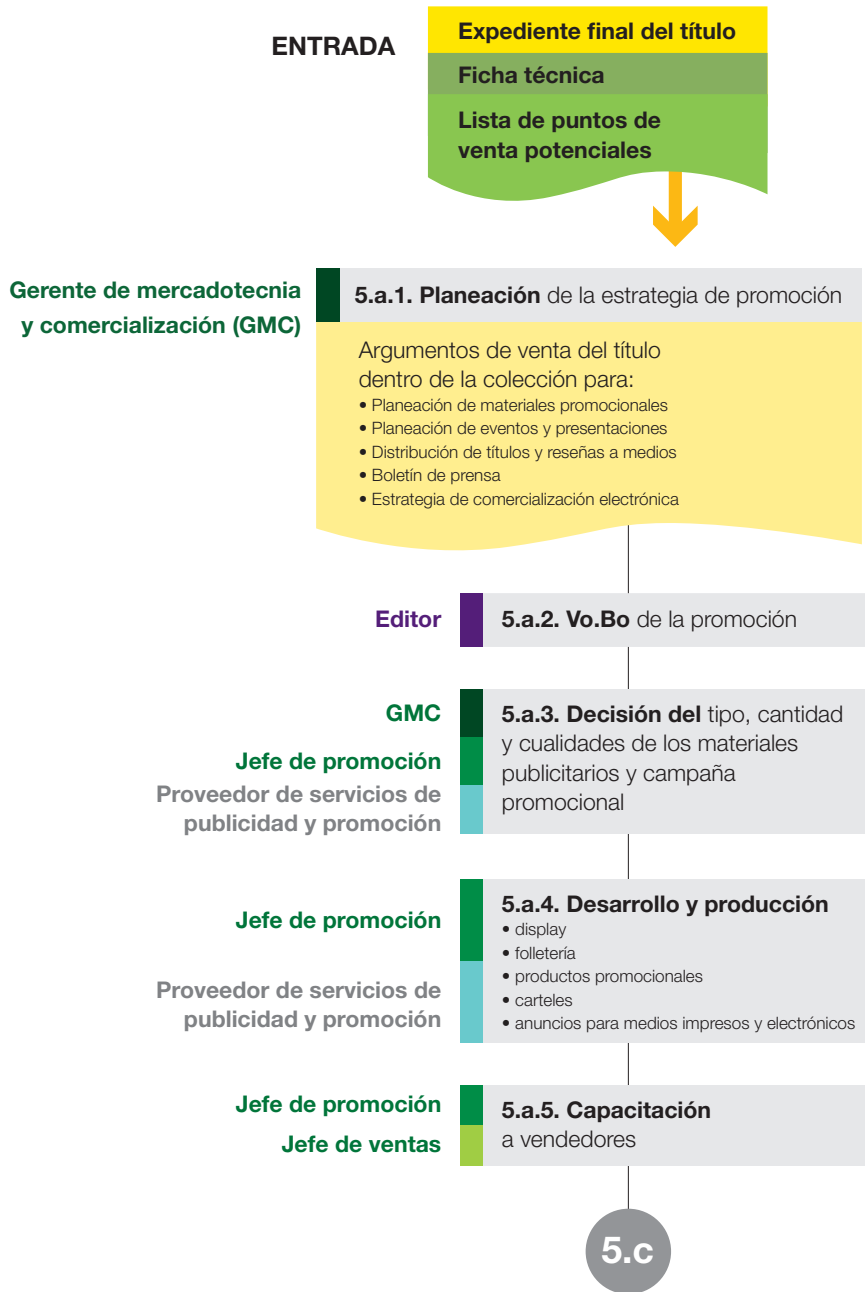 ENTRADA
Expediente final del título
Ficha técnica
Lista de puntos de
venta potenciales
Gerente de mercadotecnia
y comercialización (GMC)
5.a.1. Planeación de la estrategia de promoción
Argumentos de venta del título
dentro de la colección para:
• Planeación de materiales promocionales
• Planeación de eventos y presentaciones
• Distribución de títulos y reseñas a medios
• Boletín de prensa
• Estrategia de comercialización electrónica
Editor
5.a.2. Vo.Bo de la promoción
GMC
Jefe de promoción
Proveedor de servicios de
publicidad y promoción
5.a.3. Decisión del tipo, cantidad
y cualidades de los materiales
publicitarios y campaña
promocional
Jefe de promoción
Proveedor de servicios de
publicidad y promoción
5.a.4. Desarrollo y producción
• display
• folletería
• productos promocionales
• carteles
• anuncios para medios impresos y electrónicos
Jefe de promoción
Jefe de ventas
5.a.5. Capacitación
a vendedores
5.c